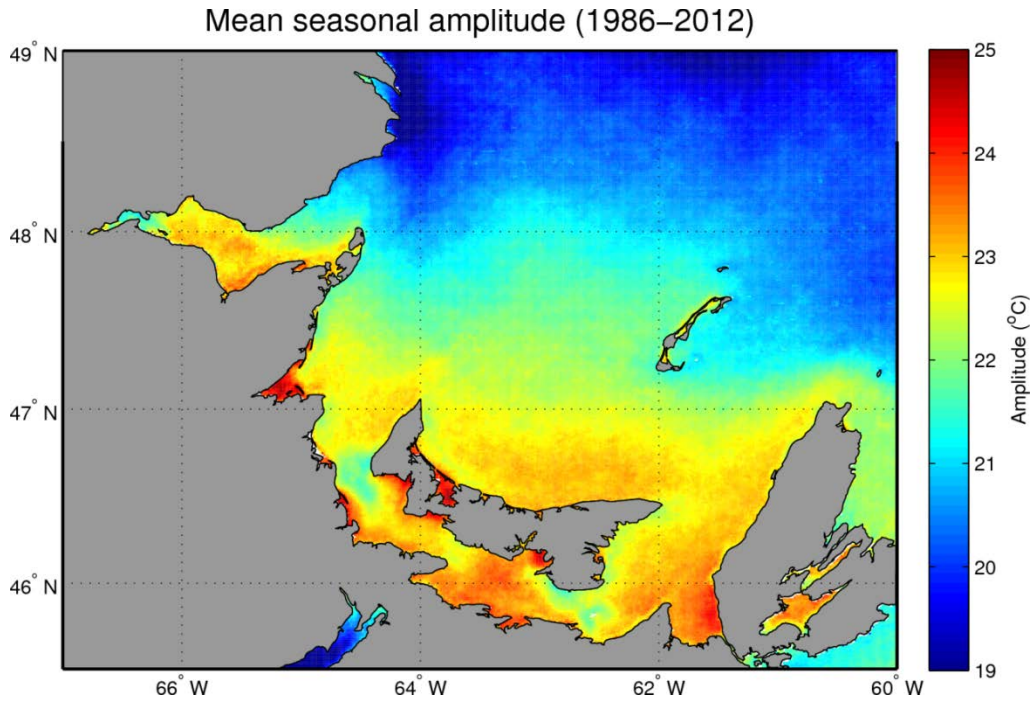 Mean seasonal amplitude (1986–2012)
49° N
48° N
47° N
46° N
66° W
64° W
62° W
60° W
25
24
23
22
21
20
19
Amplitude (°C)